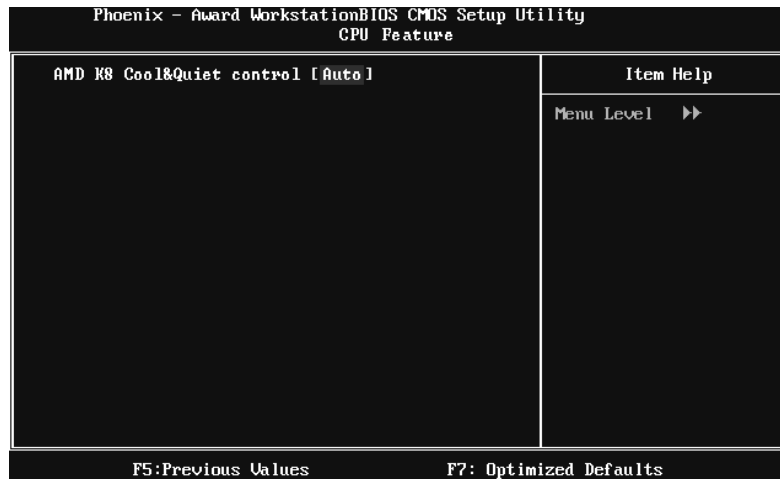 Phoenix - Award WorkstationBIOS CMOS Setup Utility
CPU Feature
AMD K8 Cool&Quiet control [Auto]
Item Help
Menu Level ▶▶
F5:Previous Values F7: Optimized Defaults